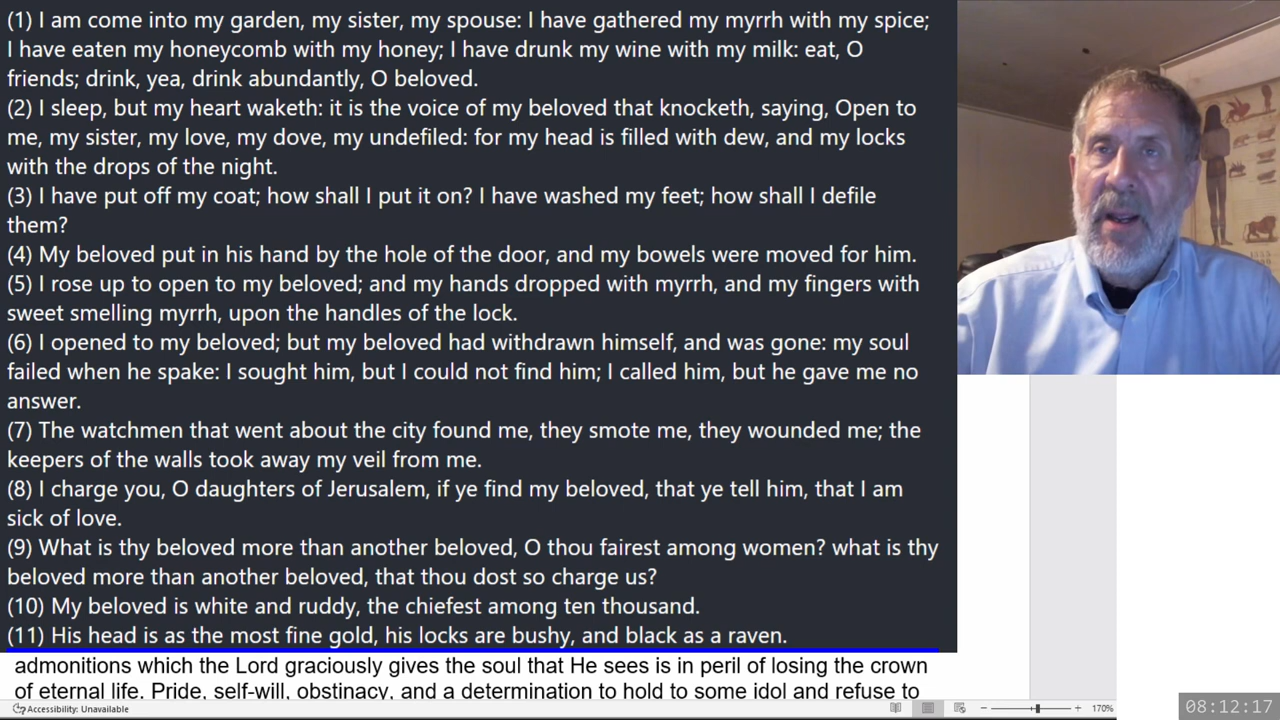 (1) I am come into my garden, my sister, my spouse: I have gathered my myrrh with my spice;
I have eaten my honeycomb with my honey; I have drunk my wine with my milk: eat, O
friends; drink, yea, drink abundantly, O beloved.
(2) I sleep, but my heart waketh: it is the voice of my beloved that knocketh, saying, Open to
me, my sister, my love, my dove, my undefiled: for my head is filled with dew, and my locks
with the drops of the night.
(3) I have put off my coat; how shall I put it on? I have washed my feet; how shall I defile
them?
(4) My beloved put in his hand by the hole of the door, and my bowels were moved for him.
(5) I rose up to open to my beloved; and my hands dropped with myrrh, and my fingers with
sweet smelling myrrh, upon the handles of the lock.
(6) I opened to my beloved; but my beloved had withdrawn himself, and was gone: my soul
failed when he spake: I sought him, but I could not find him; I called him, but he gave me no
answer.
(7) The watchmen that went about the city found me, they smote me, they wounded me; the
keepers of the walls took away my veil from me.
(8) I charge you, O daughters of Jerusalem, if ye find my beloved, that ye tell him, that I am
sick of love.
(9) What is thy beloved more than another beloved, O thou fairest among women? what is thy
beloved more than another beloved, that thou dost so charge us?
(10) My beloved is white and ruddy, the chiefest among ten thousand.
(11) His head is as the most fine gold, his locks are bushy, and black as a raven.
admonitions which the Lord graciously gives the soul that He sees is in peril of losing the crown
of eternal life. Pride, self-will, obstinacy, and a determination to hold to some idol and refuse to
Accessibility: Unavailable
170%
08:12:17